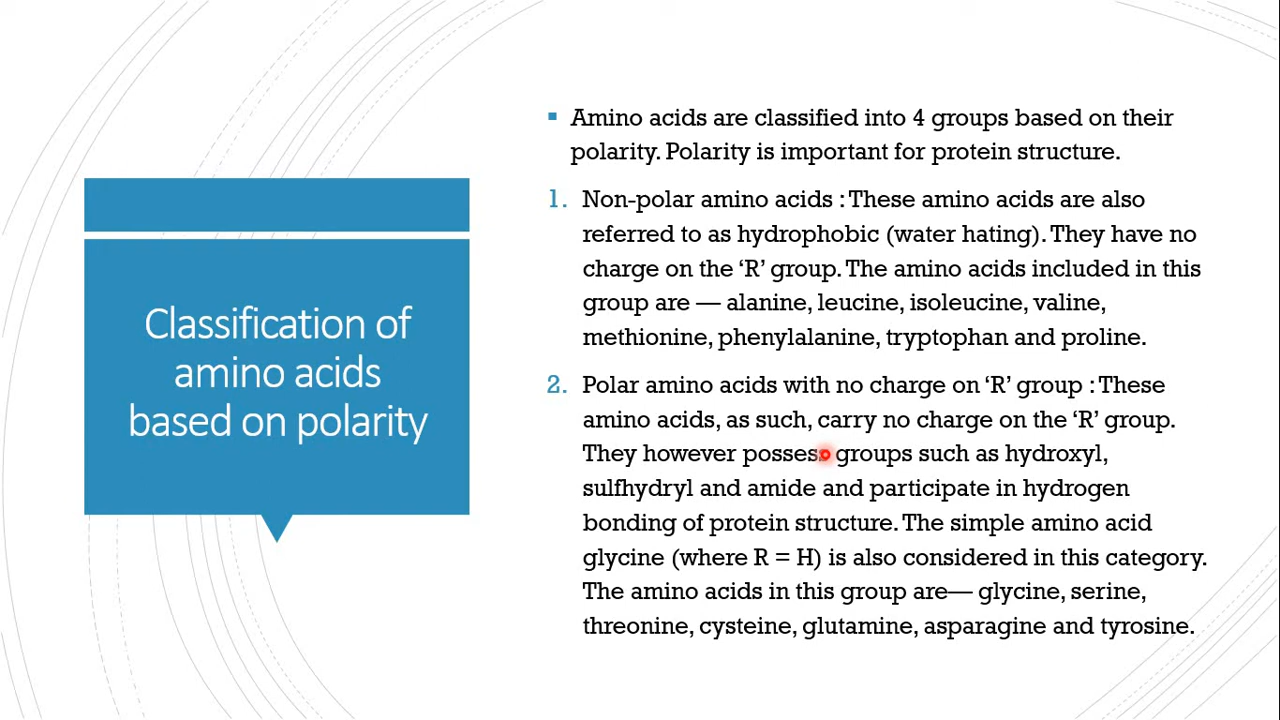 Classification of
amino acids
based on polarity
Amino acids are classified into 4 groups based on their
polarity. Polarity is important for protein structure.
1. Non-polar amino acids : These amino acids are also
referred to as hydrophobic (water hating). They have no
charge on the ‘R’ group. The amino acids included in this
group are — alanine, leucine, isoleucine, valine,
methionine, phenylalanine, tryptophan and proline.
2. Polar amino acids with no charge on ‘R’ group : These
amino acids, as such, carry no charge on the ‘R’ group.
They however possess groups such as hydroxyl,
sulfhydryl and amide and participate in hydrogen
bonding of protein structure. The simple amino acid
glycine (where R = H) is also considered in this category.
The amino acids in this group are— glycine, serine,
threonine, cysteine, glutamine, asparagine and tyrosine.